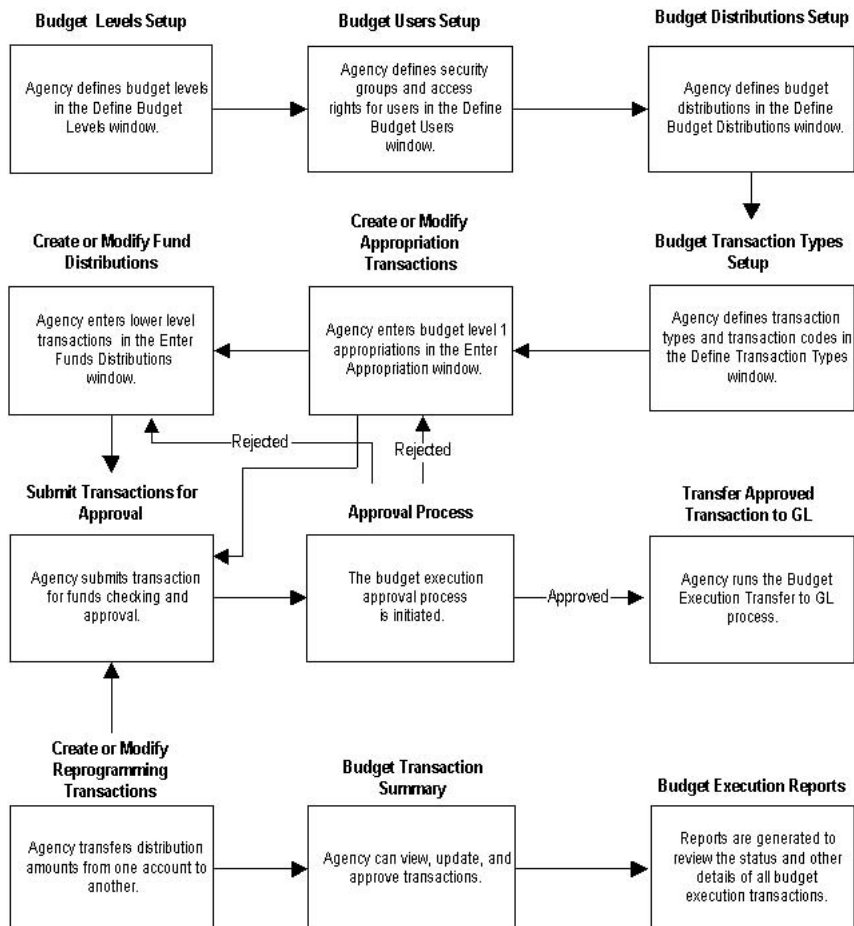 Budget Levels Setup
Agency defines budget levels
in the Define Budget
Levels window.
Budget Users Setup
Agency defines security
groups and access
rights for users in the Define
Budget Users
window.
Budget Distributions Setup
Agency defines budget
distributions in the Define
Budget Distributions window.
Create or Modify Fund
Distributions
Agency enters lower level
transactions in the Enter
Funds Distributions
window.
Create or Modify
Appropriation
Transactions
Agency enters budget level 1
appropriations in the Enter
Appropriation window.
Budget Transaction Types
Setup
Agency defines transaction
types and transaction codes in
the Define Transaction Types
window.
Rejected
Rejected
Submit Transactions for
Approval
Agency submits transaction
for funds checking and
approval.
Approval Process
The budget execution
approval process
is initiated.
Approved
Transfer Approved
Transaction to GL
Agency runs the Budget
Execution Transfer to GL
process.
Create or Modify
Reprogramming
Transactions
Agency transfers distribution
amounts from one account to
another.
Budget Transaction
Summary
Agency can view, update, and
approve transactions.
Budget Execution Reports
Reports are generated to
review the status and other
details of all budget
execution transactions.